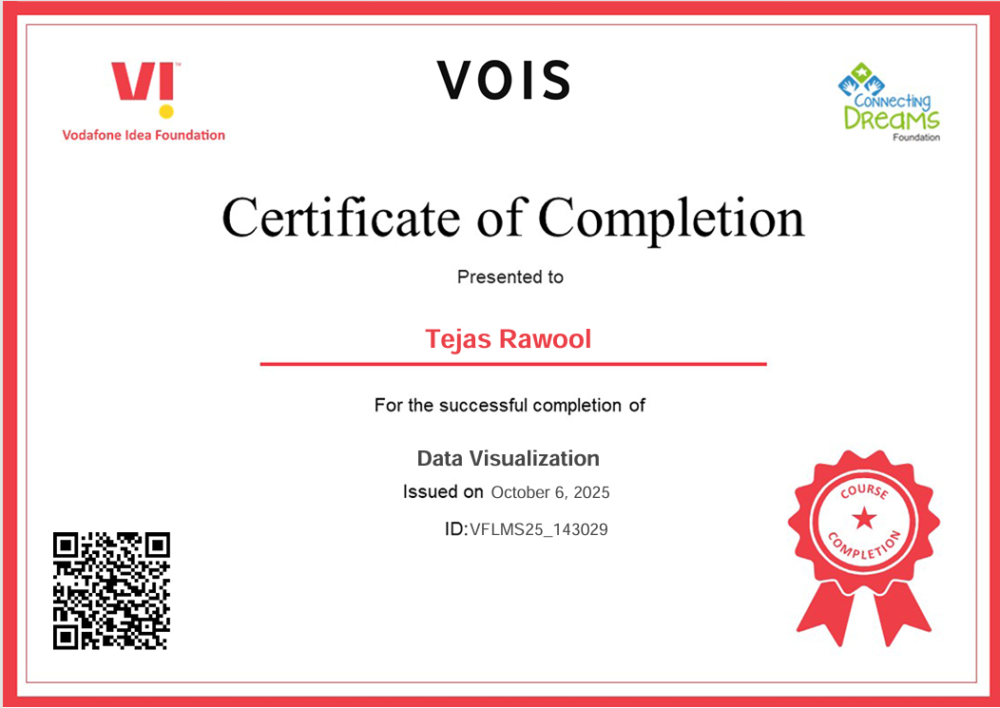 VI™
Vodafone Idea Foundation
VOIS
Connecting
Dreams
Foundation
Certificate of Completion
Presented to
Tejas Rawool
For the successful completion of
Data Visualization
Issued on October 6, 2025
ID:VFLMS25_143029
COURSE
COMPLETION